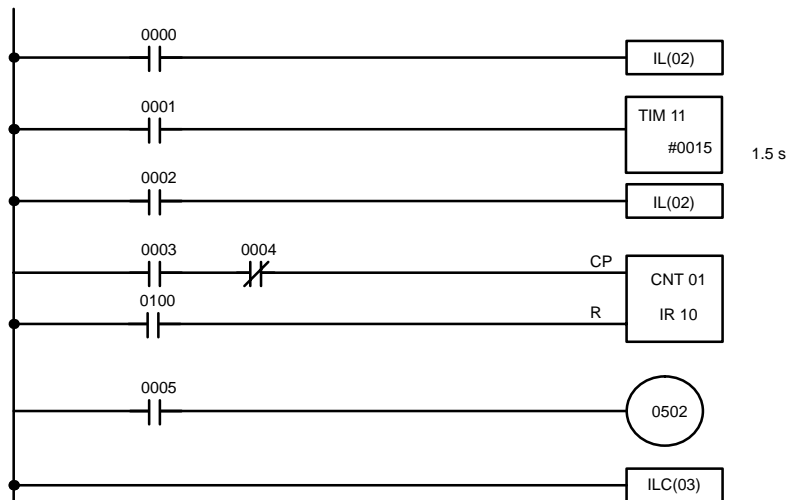 0000
IL(02)
0001
TIM 11
#0015
1.5 s
0002
IL(02)
0003 0004
CP
CNT 01
0100
R
IR 10
0005
0502
ILC(03)